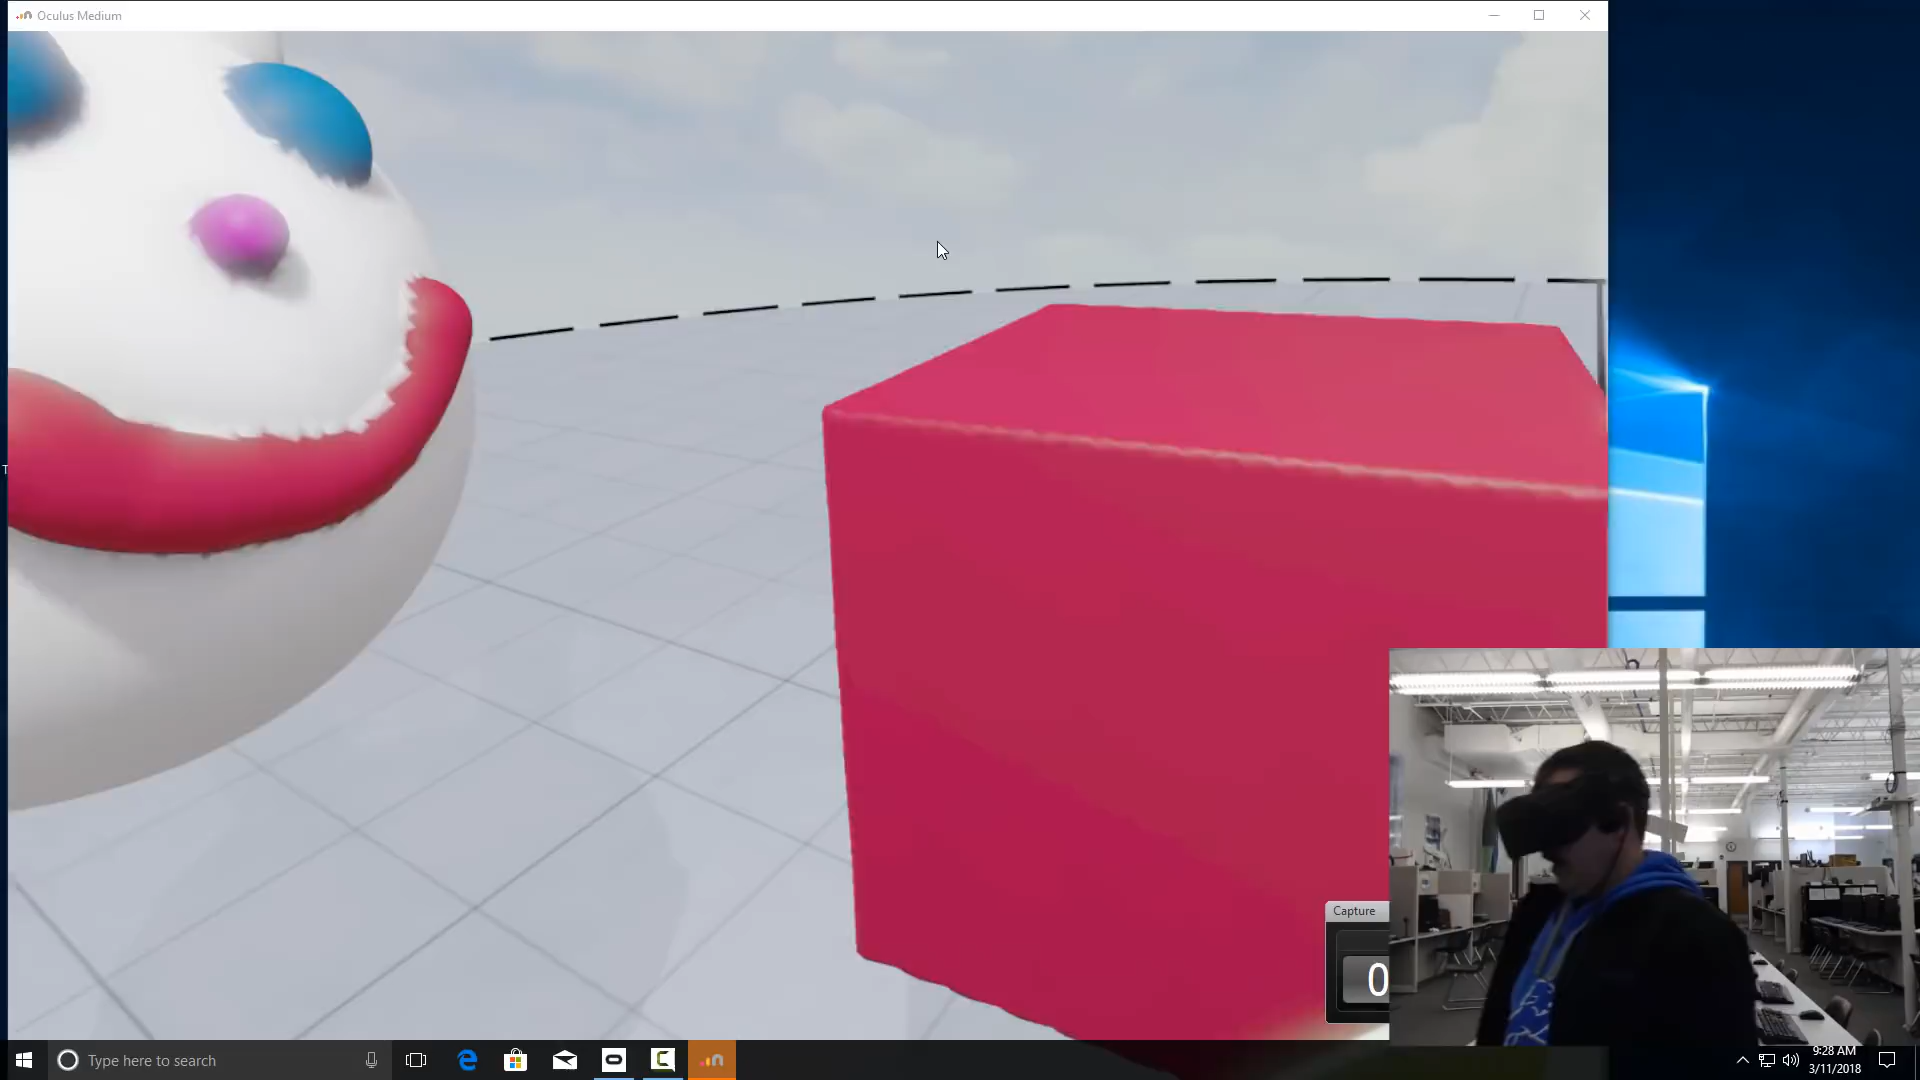 Oculus Medium
T
Capture
0
Type here to search
9:28 AM
3/11/2018